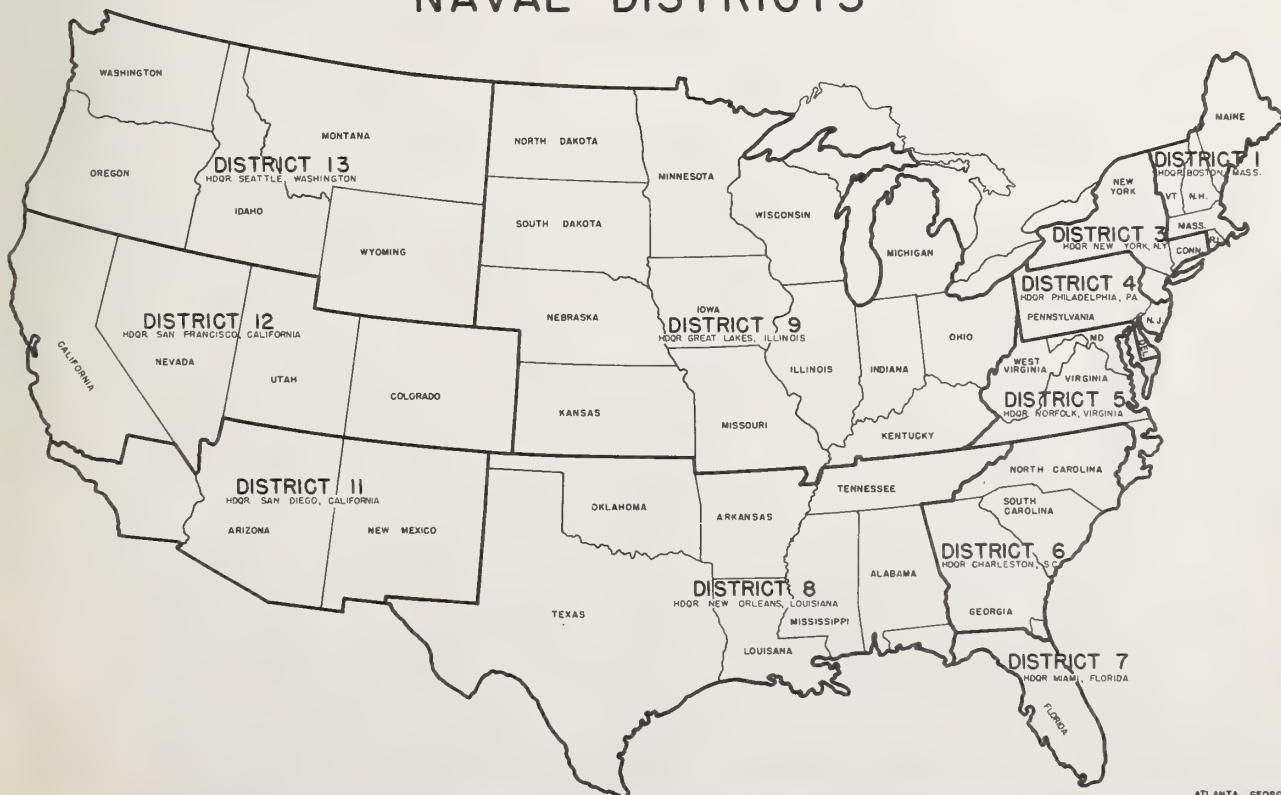 NAVAL DISTRICTS
WASHINGTON
OREGON
MONTANA
DISTRICT 13
HDQR SEATTLE, WASHINGTON
IDAHO
WYOMING
NORTH DAKOTA
SOUTH DAKOTA
MINNESOTA
WISCONSIN
MICHIGAN
NEBRASKA
IOWA
DISTRICT 9
HDQR GREAT LAKES, ILLINOIS
ILLINOIS
INDIANA
OHIO
KANSAS
MISSOURI
KENTUCKY
MAINE
DISTRICT 1
HDQR BOSTON, MASS.
VT
N.H.
MASS.
R.I.
CONN.
NEW
YORK
DISTRICT 3
HDQR NEW YORK, N.Y.
DISTRICT 4
HDQR PHILADELPHIA, PA
PENNSYLVANIA
N.J.
MD
DEL
WEST
VIRGINIA
VIRGINIA
DISTRICT 5
HDQR NORFOLK, VIRGINIA
DISTRICT 12
HDQR SAN FRANCISCO, CALIFORNIA
CALIFORNIA
NEVADA
UTAH
COLORADO
DISTRICT 11
HDQR SAN DIEGO, CALIFORNIA
ARIZONA
NEW MEXICO
OKLAHOMA
ARKANSAS
TENNESSEE
NORTH CAROLINA
SOUTH
CAROLINA
DISTRICT 6
HDQR CHARLESTON, S.C.
GEORGIA
ALABAMA
DISTRICT 8
HDQR NEW ORLEANS, LOUISIANA
MISSISSIPPI
TEXAS
LOUISANA
DISTRICT 7
HDQR MIAMI, FLORIDA
FLORIDA